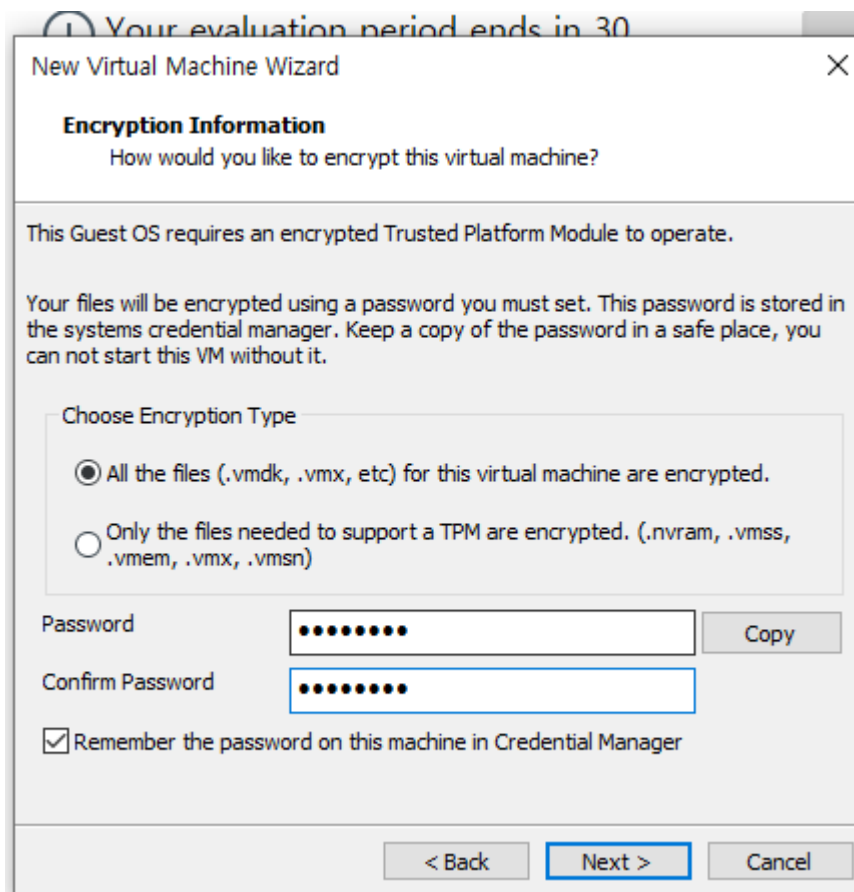 Your evaluation period ends in 30
New Virtual Machine Wizard
Encryption Information
How would you like to encrypt this virtual machine?
This Guest OS requires an encrypted Trusted Platform Module to operate.
Your files will be encrypted using a password you must set. This password is stored in
the systems credential manager. Keep a copy of the password in a safe place, you
can not start this VM without it.
Choose Encryption Type
All the files (.vmdk, .vmx, etc) for this virtual machine are encrypted.
Only the files needed to support a TPM are encrypted. (.nvram, .vmss,
.vmem, .vmx, .vmsn)
Password ●●●●●●●● Copy
Confirm Password ●●●●●●●●
Remember the password on this machine in Credential Manager
< Back Next > Cancel